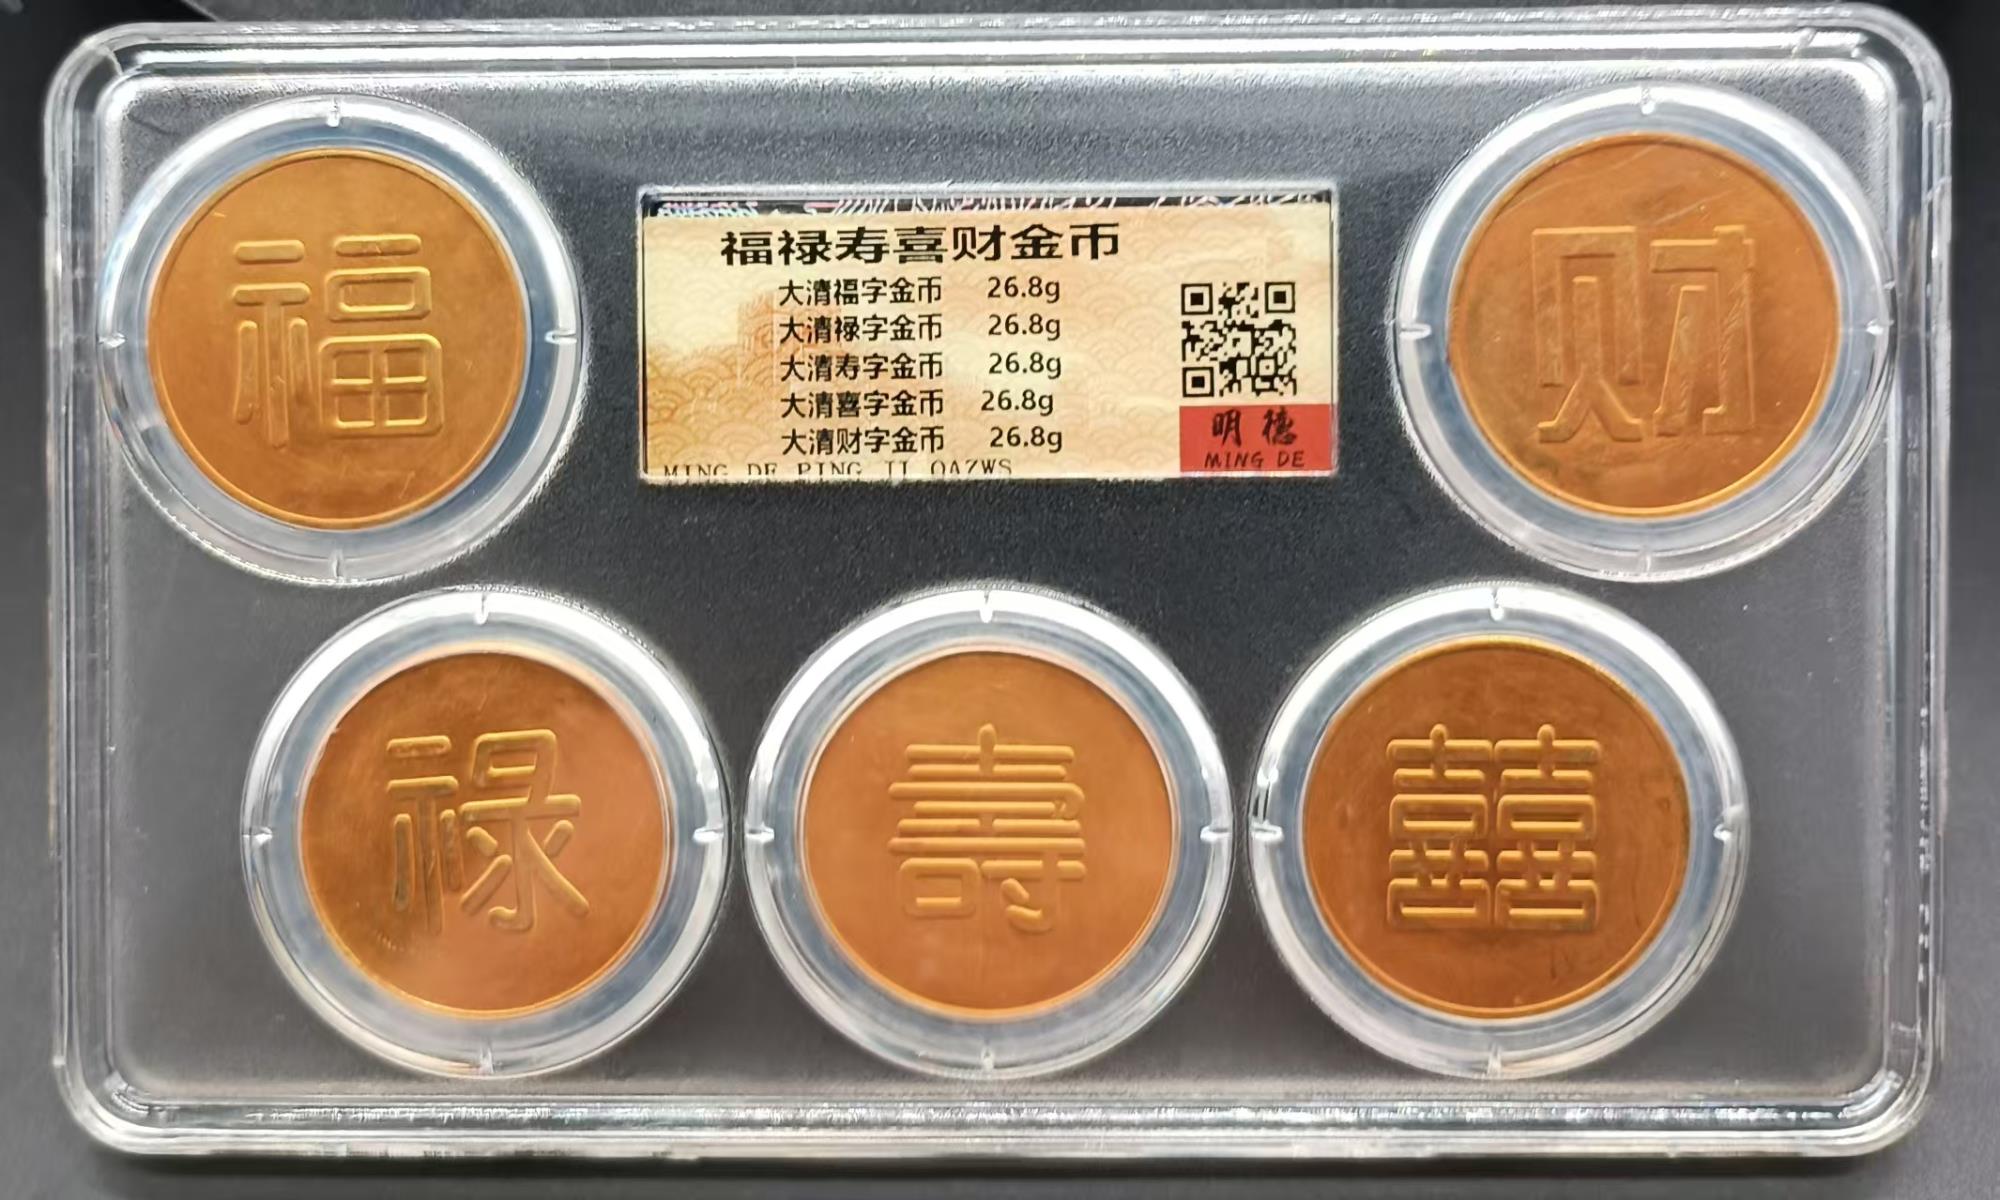 福
财
福禄寿喜财金币
大清福字金币 26.8g
大清禄字金币 26.8g
大清寿字金币 26.8g
大清喜字金币 26.8g
大清财字金币 26.8g
明德
MING DE
MING DE PING JI QAZWS
禄
壽
囍